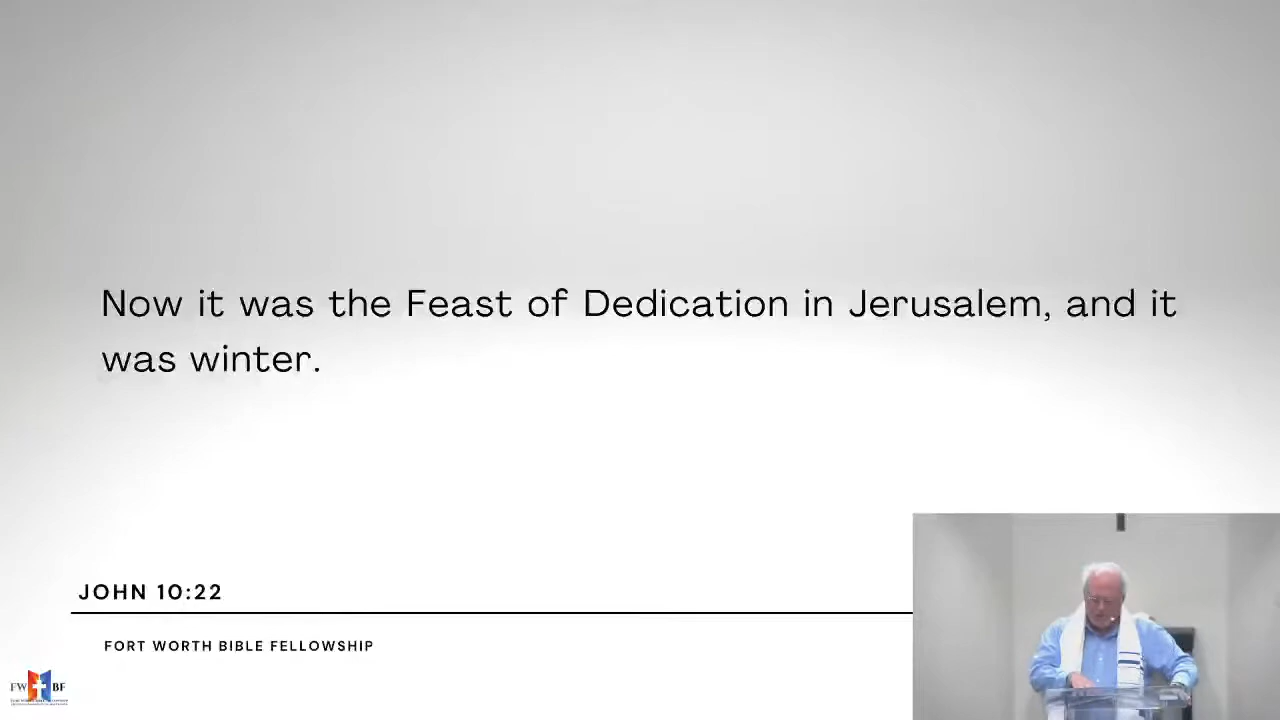 Now it was the Feast of Dedication in Jerusalem, and it
was winter.
JOHN 10:22
FORT WORTH BIBLE FELLOWSHIP
FW BF